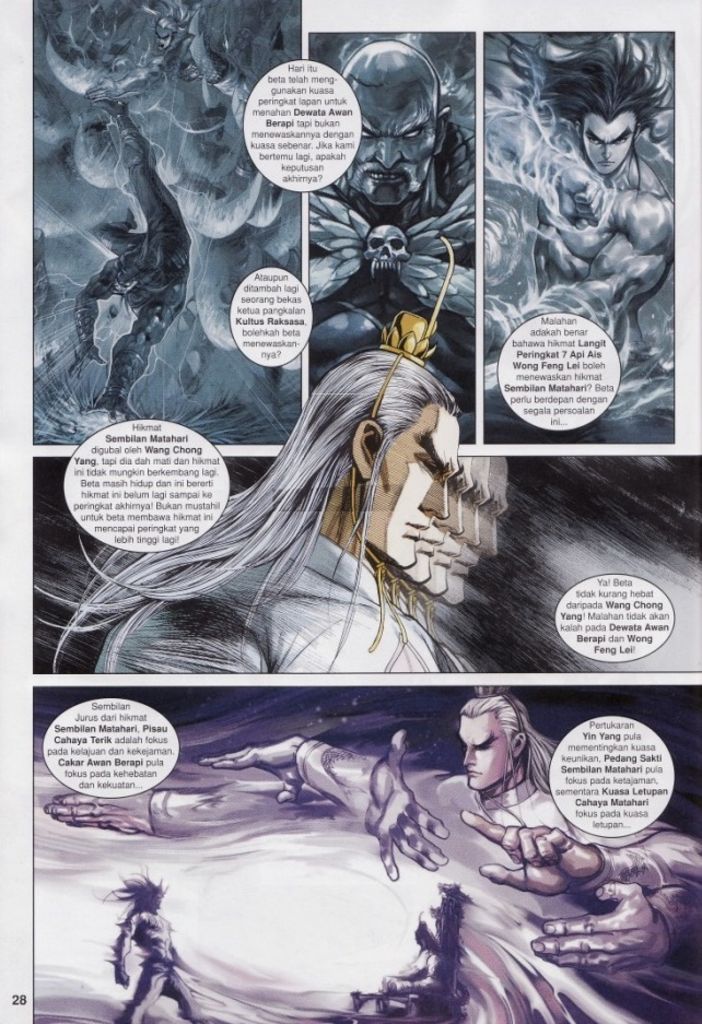 Hari itu
beta telah meng-
gunakan kuasa
peringkat lapan untuk
menahan Dewata Awan
Berapi tapi bukan
menewaskannya dengan
kuasa sebenar. Jika kami
bertemu lagi, apakah
keputusan
akhirnya?
Ataupun
ditambah lagi
seorang bekas
ketua pangkalan
Kultus Raksasa,
bolehkah beta
menewaskan-
nya?
Malahan
adakah benar
bahawa hikmat Langit
Peringkat 7 Api Ais
Wong Feng Lei boleh
menewaskan hikmat
Sembilan Matahari? Beta
perlu berdepan dengan
segala persoalan
ini...
Hikmat
Sembilan Matahari
digubal oleh Wang Chong
Yang, tapi dia dah mati dan hikmat
ini tidak mungkin berkembang lagi.
Beta masih hidup dan ini bererti
hikmat ini belum lagi sampai ke
peringkat akhirnya! Bukan mustahil
untuk beta membawa hikmat ini
mencapai peringkat yang
lebih tinggi lagi!
Ya! Beta
tidak kurang hebat
daripada Wang Chong
Yang! Malahan tidak akan
kalah pada Dewata Awan
Berapi dan Wong
Feng Lei!
Sembilan
Jurus dari hikmat
Sembilan Matahari, Pisau
Cahaya Terik adalah fokus
pada kelajuan dan kekejaman.
Cakar Awan Berapi pula
fokus pada kehebatan
dan kekuatan...
Pertukaran
Yin Yang pula
mementingkan kuasa
keunikan, Pedang Sakti
Sembilan Matahari pula
fokus pada ketajaman,
sementara Kuasa Letupan
Cahaya Matahari
fokus pada kuasa
letupan...
28